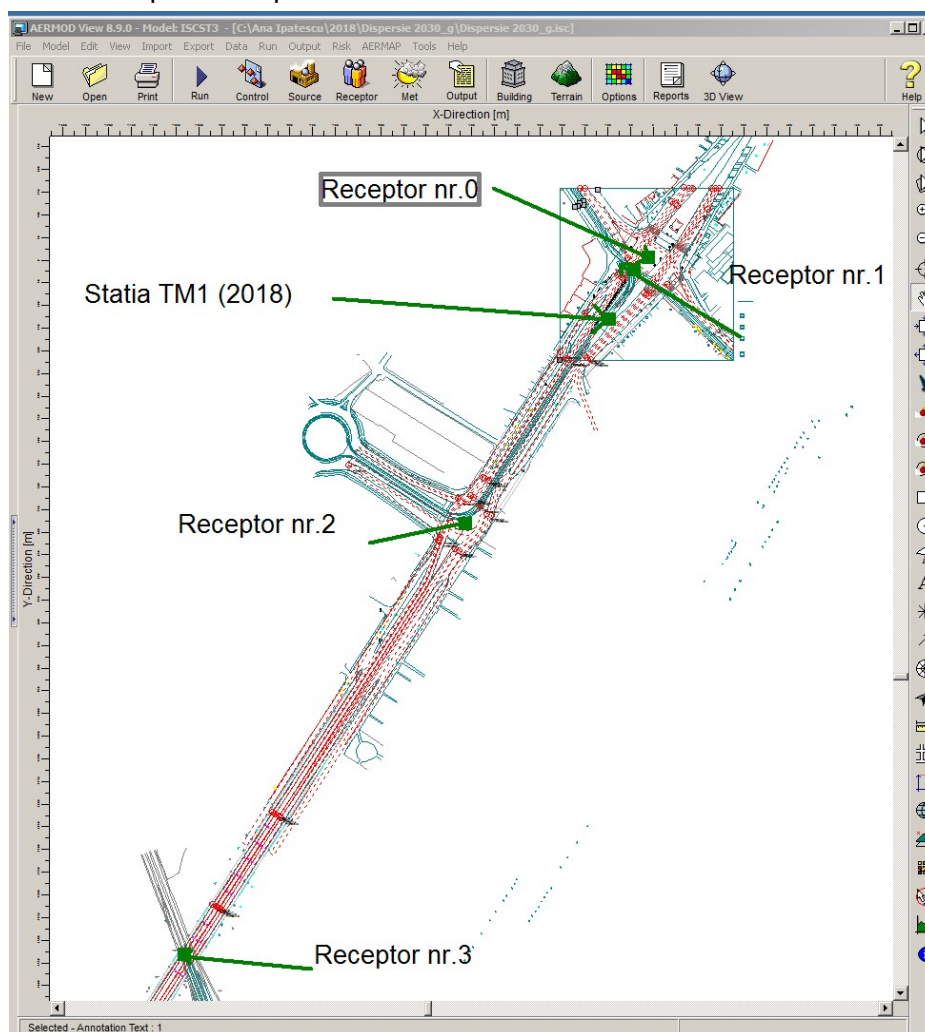 AERMOD View 8.9.0 - Model: ISCST3 - [C:\Ana Ipatescu\2018\Dispersie 2030_g\Dispersie 2030_g.isc]
File Model Edit View Import Export Data Run Output Risk AERMAP Tools Help
New Open Print Run Control Source Receptor Met Output Building Terrain Options Reports 3D View Help
X-Direction [m]
Receptor nr.0
Receptor nr.1
Statia TM1 (2018)
Receptor nr.2
Y-Direction [m]
Receptor nr.3
Selected - Annotation Text : 1